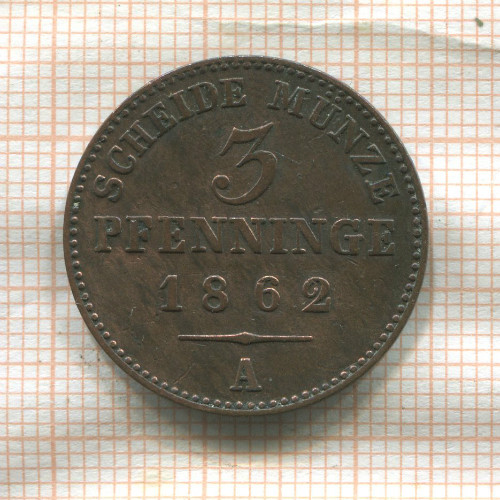 SCHEIDE MÜNZE
3
PFENNINGE
1862
A